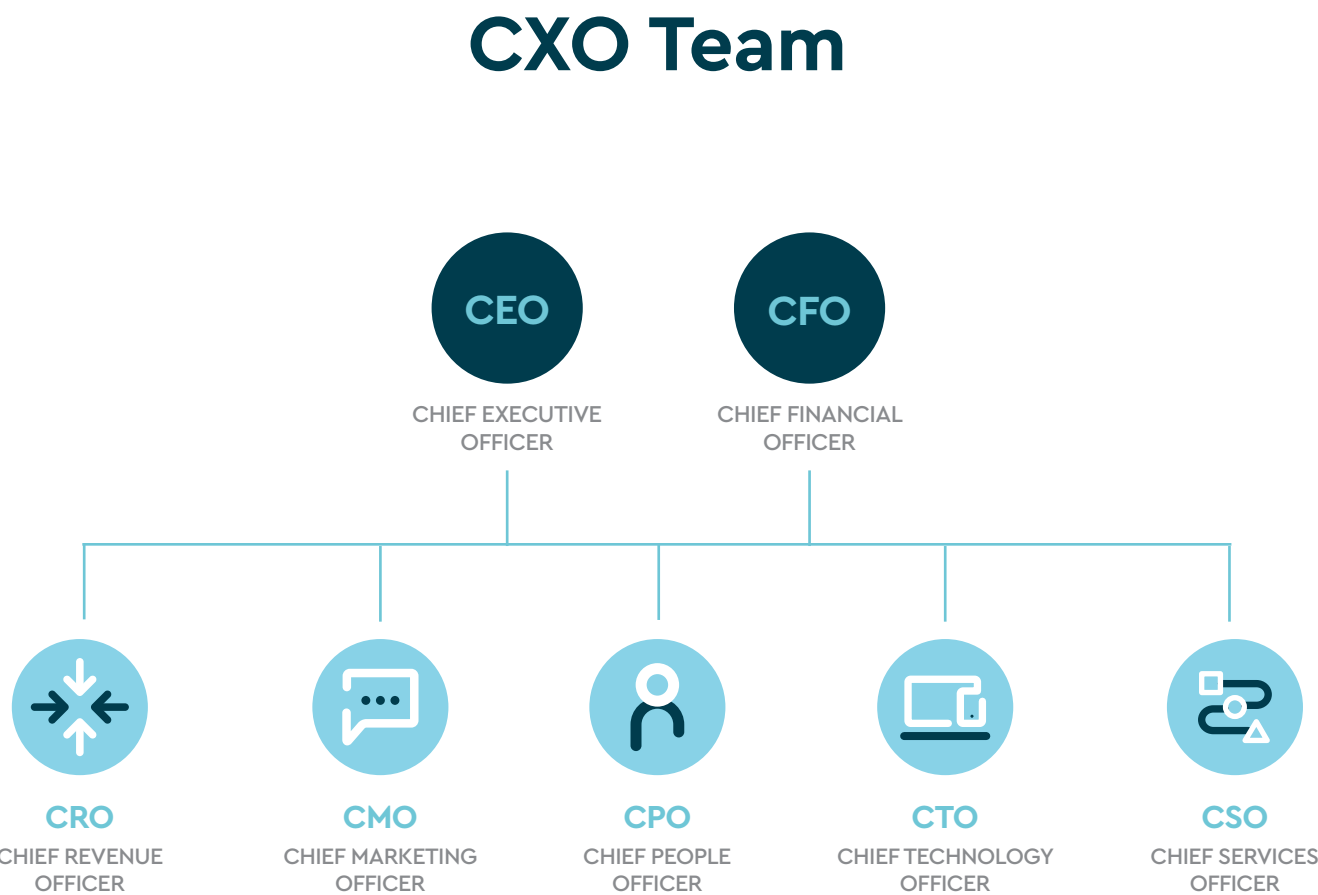 CXO Team
CEO
CFO
CHIEF EXECUTIVE
OFFICER
CHIEF FINANCIAL
OFFICER
CRO
CHIEF REVENUE
OFFICER
CMO
CHIEF MARKETING
OFFICER
CPO
CHIEF PEOPLE
OFFICER
CTO
CHIEF TECHNOLOGY
OFFICER
CSO
CHIEF SERVICES
OFFICER